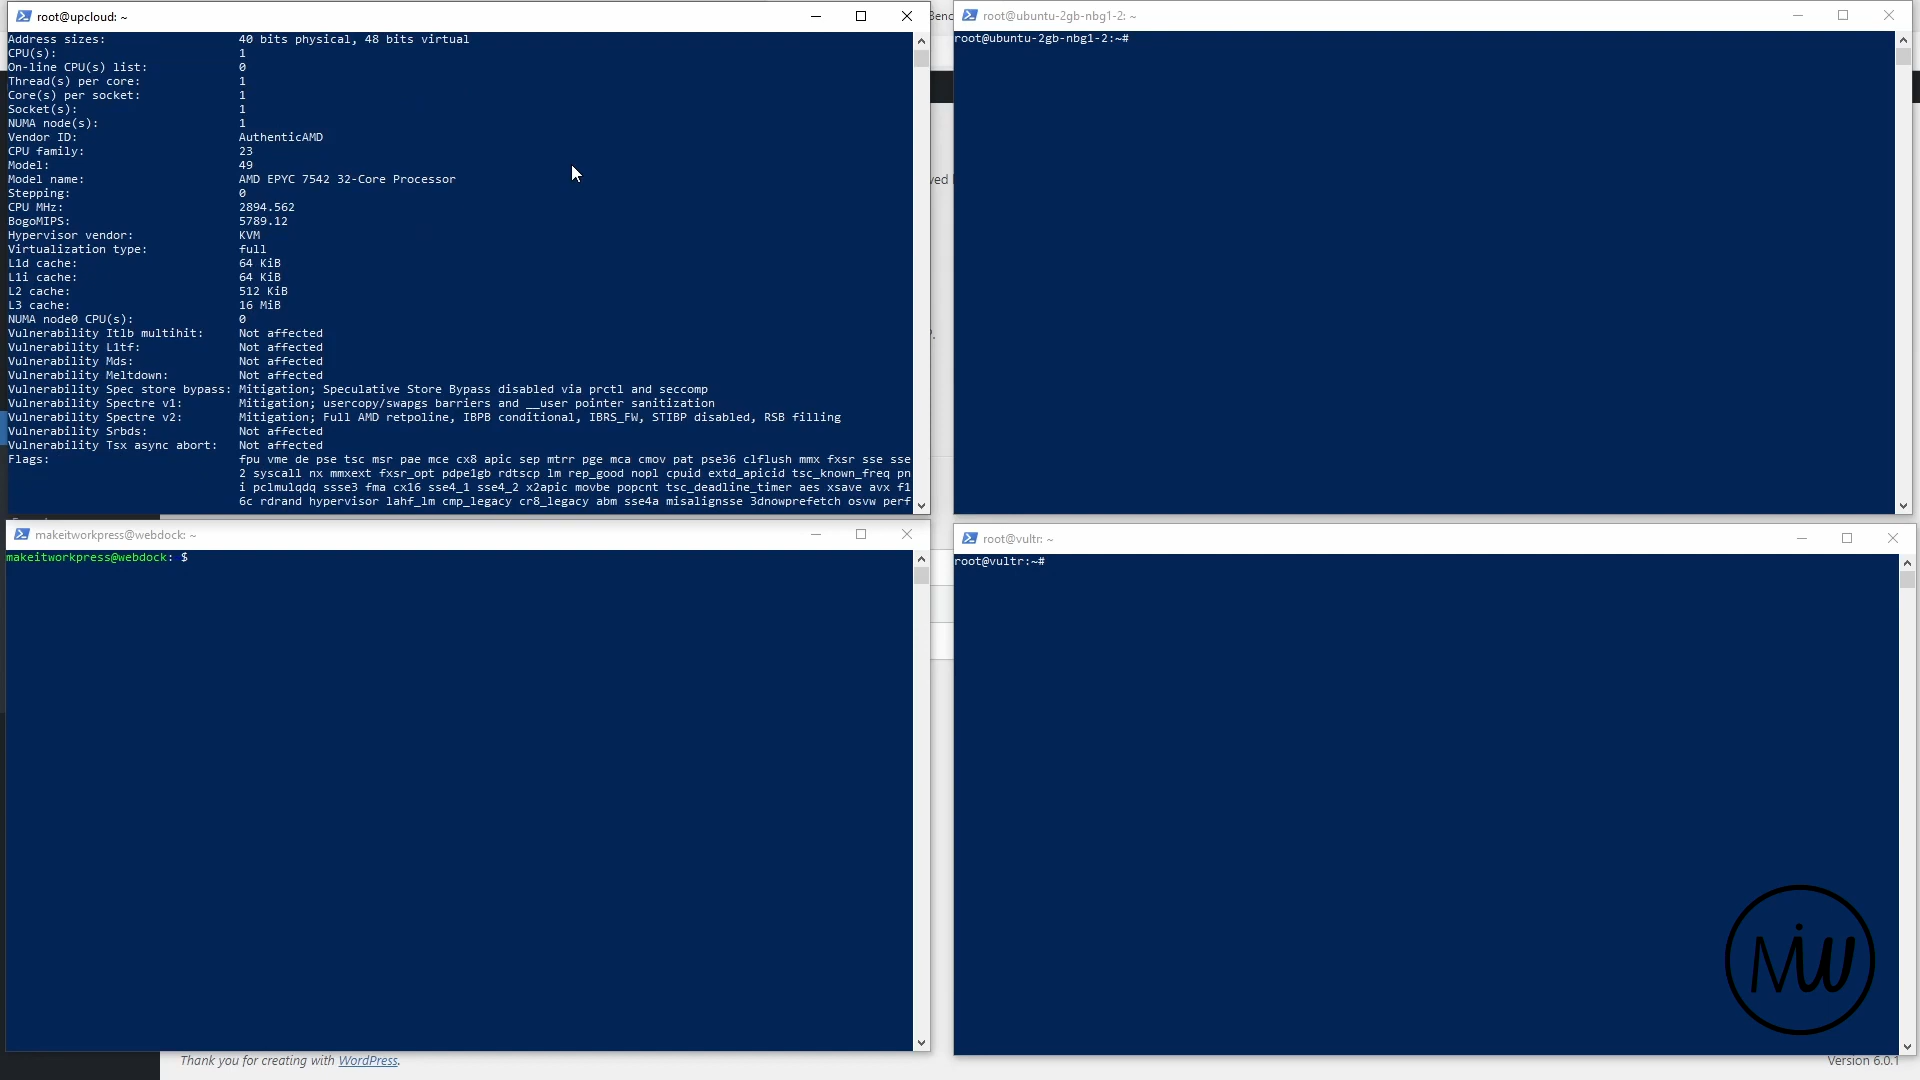 root@upcloud: ~
Address sizes: 40 bits physical, 48 bits virtual
CPU(s): 1
On-line CPU(s) list: 0
Thread(s) per core: 1
Core(s) per socket: 1
Socket(s): 1
NUMA node(s): 1
Vendor ID: AuthenticAMD
CPU family: 23
Model: 49
Model name: AMD EPYC 7542 32-Core Processor
Stepping: 0
CPU MHz: 2894.562
BogoMIPS: 5789.12
Hypervisor vendor: KVM
Virtualization type: full
L1d cache: 64 KiB
L1i cache: 64 KiB
L2 cache: 512 KiB
L3 cache: 16 MiB
NUMA node0 CPU(s): 0
Vulnerability Itlb multihit: Not affected
Vulnerability L1tf: Not affected
Vulnerability Mds: Not affected
Vulnerability Meltdown: Not affected
Vulnerability Spec store bypass: Mitigation; Speculative Store Bypass disabled via prctl and seccomp
Vulnerability Spectre v1: Mitigation; usercopy/swapgs barriers and __user pointer sanitization
Vulnerability Spectre v2: Mitigation; Full AMD retpoline, IBPB conditional, IBRS_FW, STIBP disabled, RSB filling
Vulnerability Srbds: Not affected
Vulnerability Tsx async abort: Not affected
Flags: fpu vme de pse tsc msr pae mce cx8 apic sep mtrr pge mca cmov pat pse36 clflush mmx fxsr sse sse
2 syscall nx mmxext fxsr_opt pdpe1gb rdtscp lm rep_good nopl cpuid extd_apicid tsc_known_freq pn
i pclmulqdq ssse3 fma cx16 sse4_1 sse4_2 x2apic movbe popcnt tsc_deadline_timer aes xsave avx f1
6c rdrand hypervisor lahf_lm cmp_legacy cr8_legacy abm sse4a misalignsse 3dnowprefetch osvw perf
Benc
ved
root@ubuntu-2gb-nbg1-2: ~
root@ubuntu-2gb-nbg1-2:~#
makeitworkpress@webdock: ~
makeitworkpress@webdock: $
root@vultr: ~
root@vultr:~#
MiW
Thank you for creating with WordPress.
Version 6.0.1